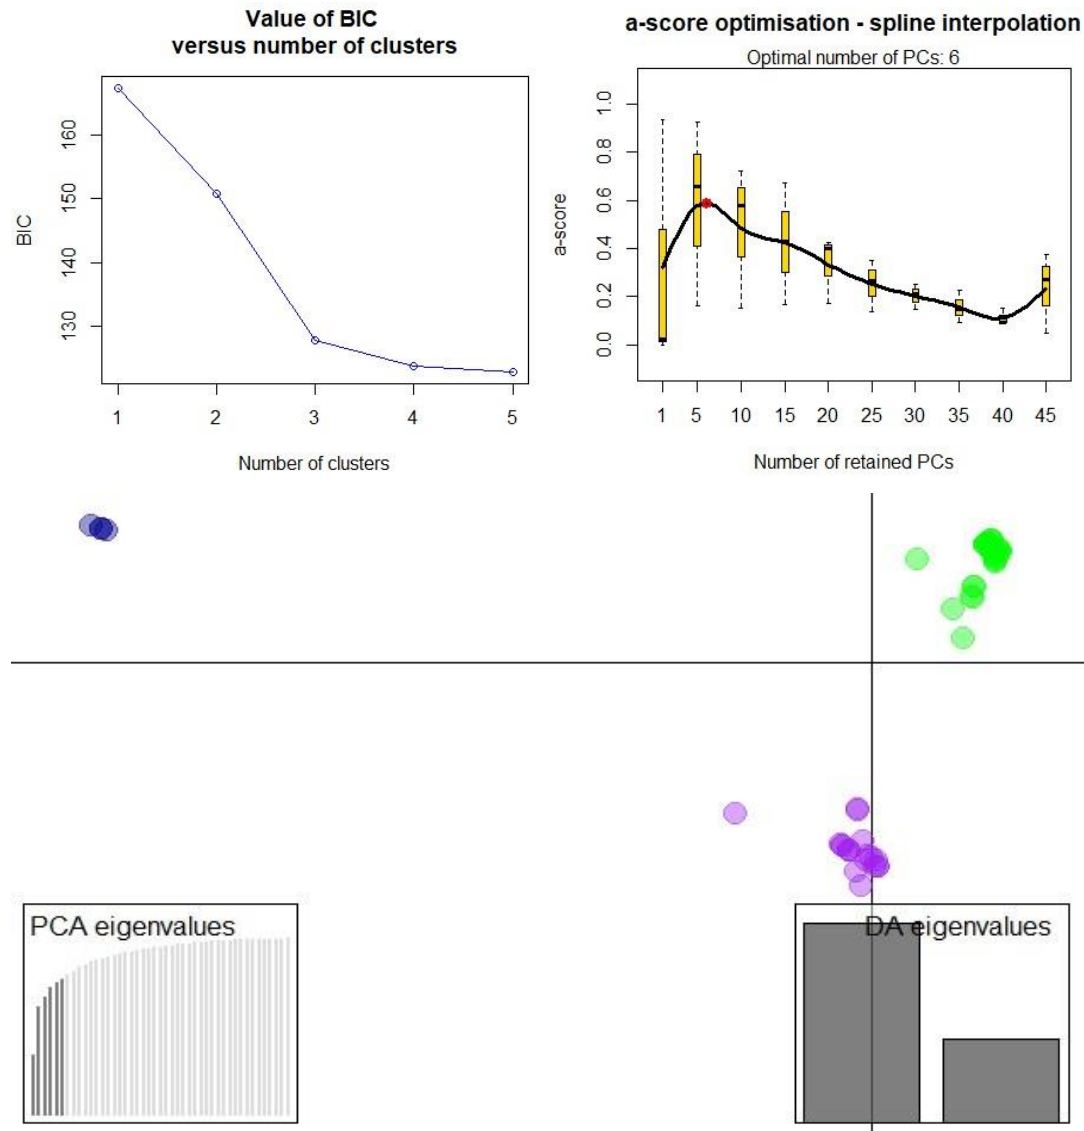 Value of BIC
versus number of clusters
160
150
140
130
BIC
1 2 3 4 5
Number of clusters
a-score optimisation - spline interpolation
Optimal number of PCs: 6
1.0
0.8
0.6
0.4
0.2
0.0
a-score
1 5 10 15 20 25 30 35 40 45
Number of retained PCs
PCA eigenvalues
DA eigenvalues